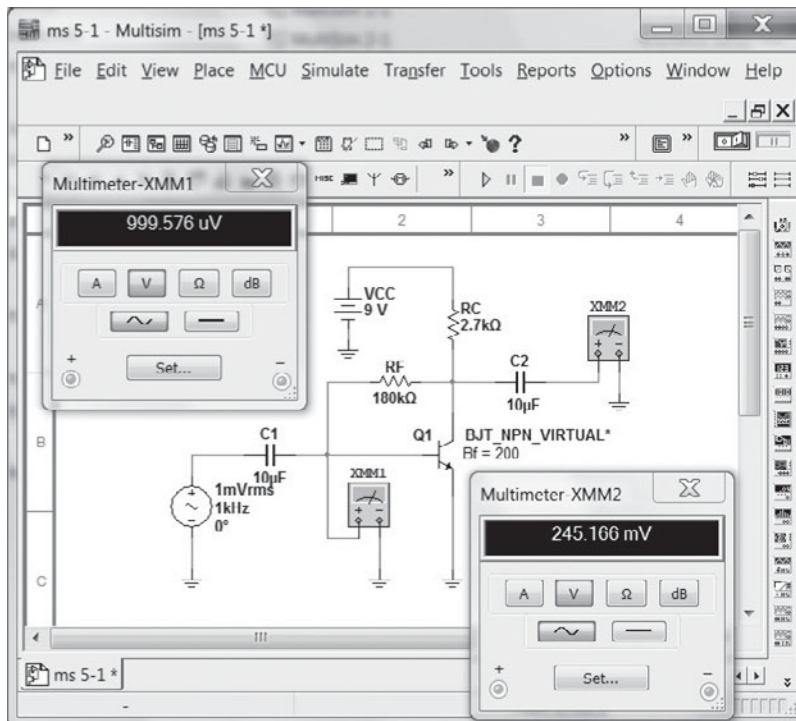 ms 5-1 - Multisim - [ms 5-1 *]
File Edit View Place MCU Simulate Transfer Tools Reports Options Window Help
Multimeter-XMM1
999.576 uV
A V Ω dB
+ Set... -
MISC
2 3 4
A
B
C
VCC
9 V
RC
2.7kΩ
XMM2
RF
180kΩ
C2
10µF
C1
10µF
Q1
BJT_NPN_VIRTUAL*
Bf = 200
XMM1
1mVrms
1kHz
0°
Multimeter-XMM2
245.166 mV
A V Ω dB
+ Set... -
ms 5-1 *